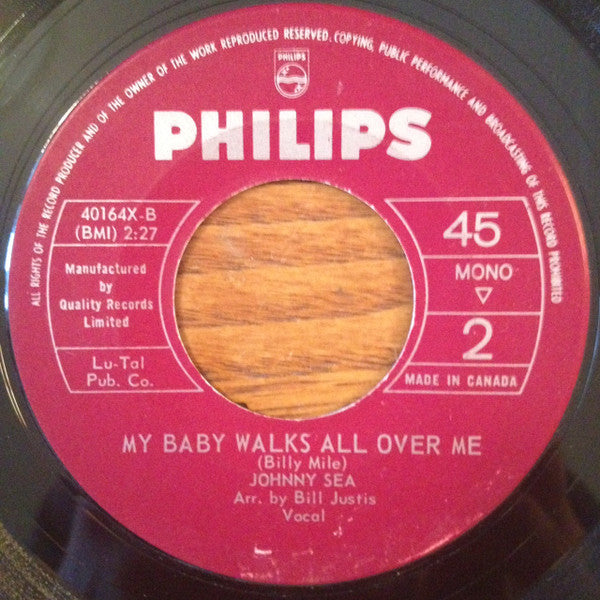 ALL RIGHTS OF THE RECORD PRODUCER AND OF THE OWNER OF THE WORK REPRODUCED RESERVED. COPYING, PUBLIC PERFORMANCE AND BROADCASTING OF THIS RECORD PROHIBITED
PHILIPS
PHILIPS
40164X-B
(BMI) 2:27
Manufactured
by
Quality Records
Limited
Lu-Tal
Pub. Co.
45
MONO
2
MADE IN CANADA
MY BABY WALKS ALL OVER ME
(Billy Mile)
JOHNNY SEA
Arr. by Bill Justis
Vocal